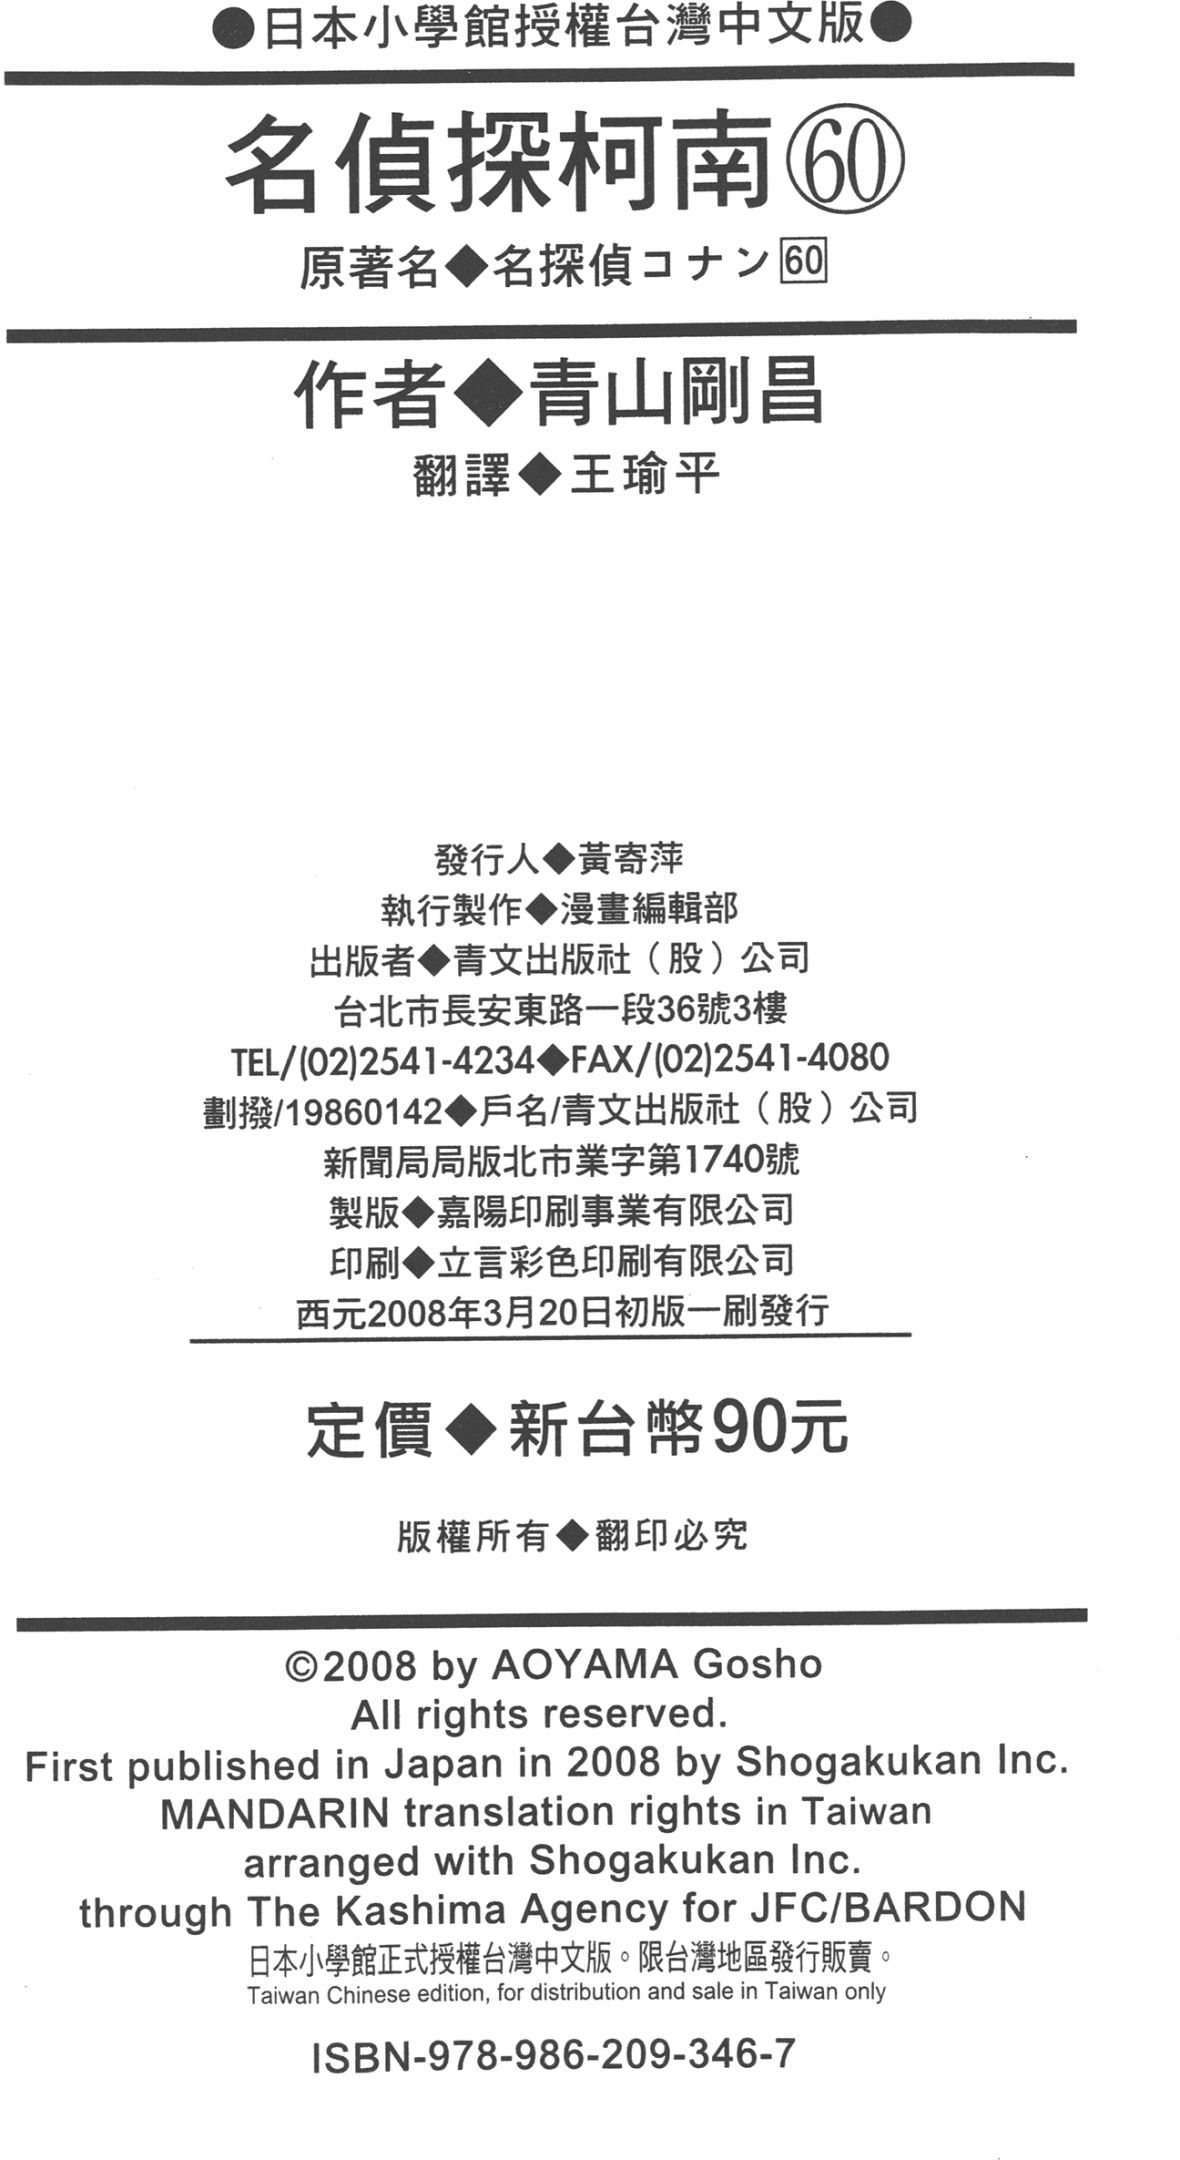 ●日本小學館授權台灣中文版●
名偵探柯南60
原著名◆名探偵コナン60
作者◆青山剛昌
翻譯◆王瑜平
發行人◆黃寄萍
執行製作◆漫畫編輯部
出版者◆青文出版社（股）公司
台北市長安東路一段36號3樓
TEL/(02)2541-4234◆FAX/(02)2541-4080
劃撥/19860142◆戶名/青文出版社（股）公司
新聞局局版北市業字第1740號
製版◆嘉陽印刷事業有限公司
印刷◆立言彩色印刷有限公司
西元2008年3月20日初版一刷發行
定價◆新台幣90元
版權所有◆翻印必究
©2008 by AOYAMA Gosho
All rights reserved.
First published in Japan in 2008 by Shogakukan Inc.
MANDARIN translation rights in Taiwan
arranged with Shogakukan Inc.
through The Kashima Agency for JFC/BARDON
日本小學館正式授權台灣中文版。限台灣地區發行販賣。
Taiwan Chinese edition, for distribution and sale in Taiwan only
ISBN-978-986-209-346-7